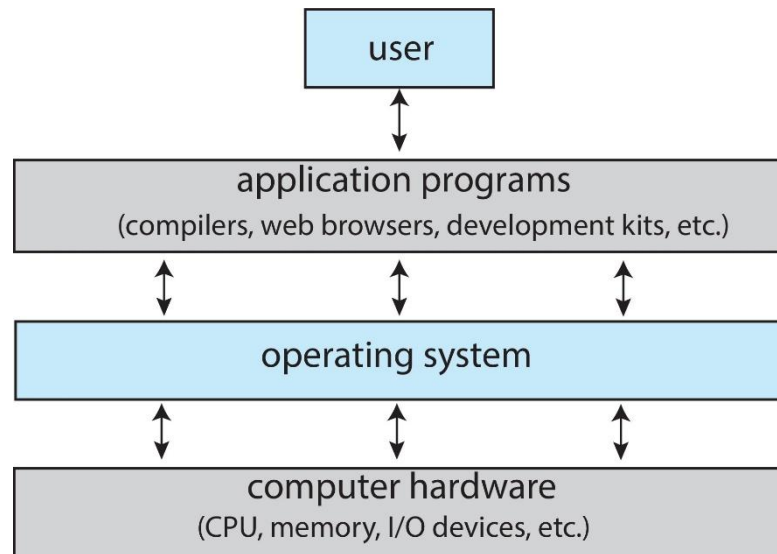 user
application programs
(compilers, web browsers, development kits, etc.)
operating system
computer hardware
(CPU, memory, I/O devices, etc.)